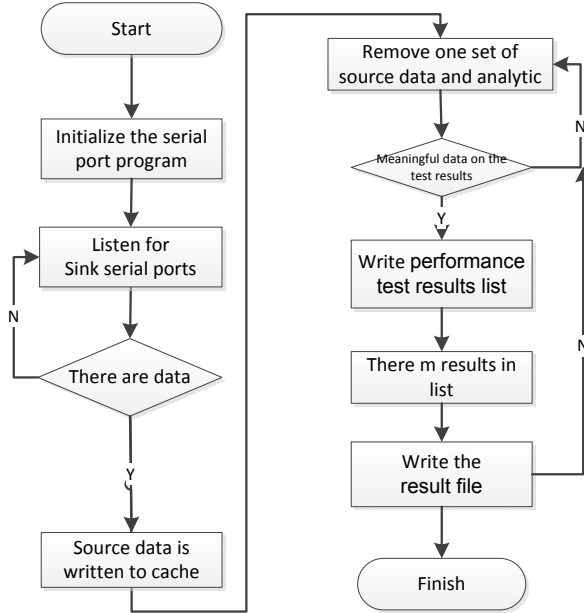 Start
Initialize the serial
port program
Listen for
Sink serial ports
N
There are data
Y
Source data is
written to cache
Remove one set of
source data and analytic
N
Meaningful data on the
test results
Y
Write performance
test results list
N
There m results in
list
Write the
result file
Finish